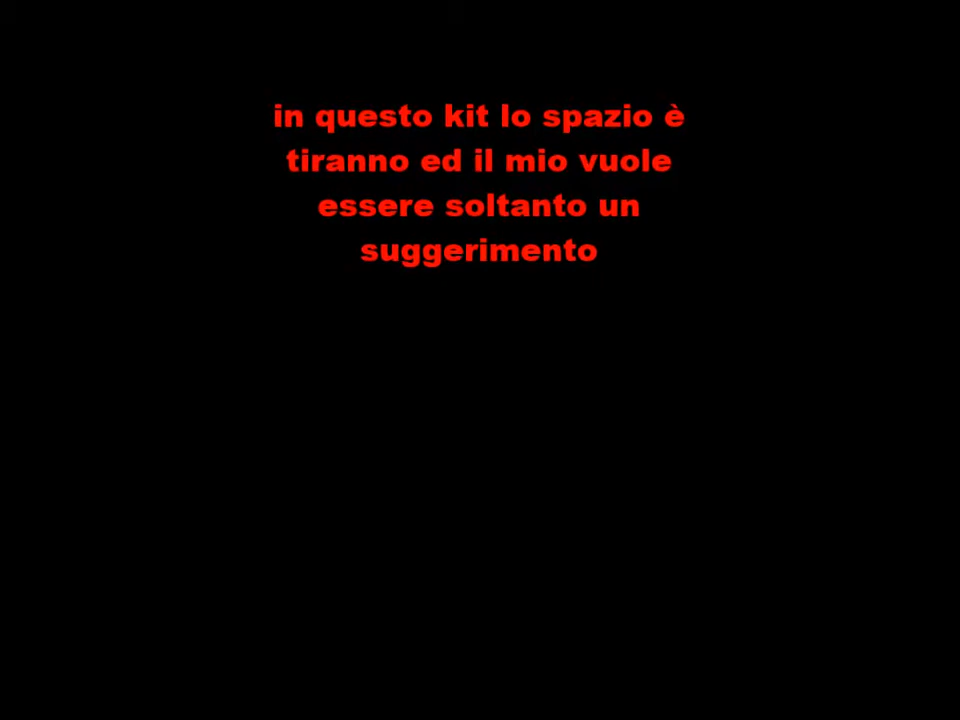 in questo kit lo spazio è
tiranno ed il mio vuole
essere soltanto un
suggerimento